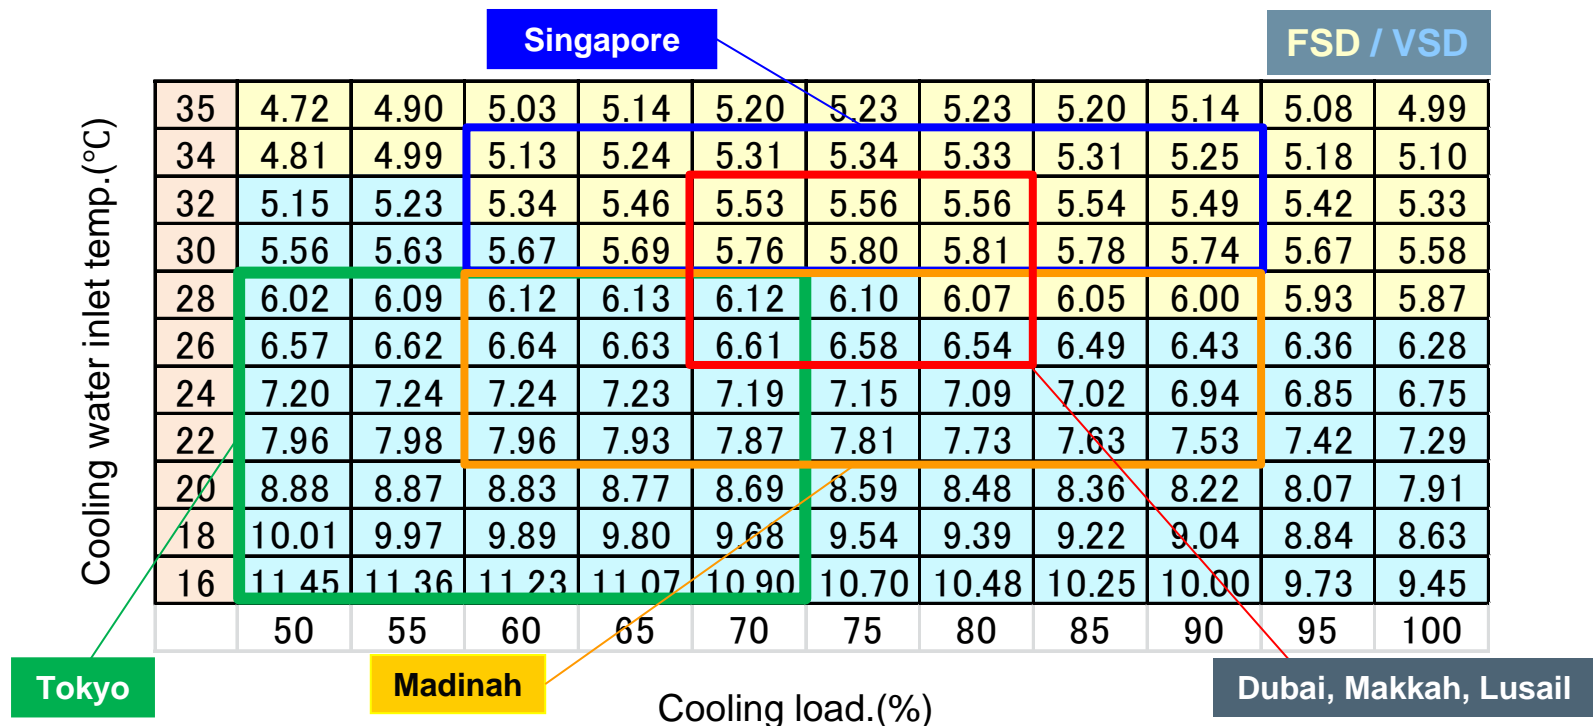 Singapore
FSD / VSD
Cooling water inlet temp.(℃)
35 4.72 4.90 5.03 5.14 5.20 5.23 5.23 5.20 5.14 5.08 4.99
34 4.81 4.99 5.13 5.24 5.31 5.34 5.33 5.31 5.25 5.18 5.10
32 5.15 5.23 5.34 5.46 5.53 5.56 5.56 5.54 5.49 5.42 5.33
30 5.56 5.63 5.67 5.69 5.76 5.80 5.81 5.78 5.74 5.67 5.58
28 6.02 6.09 6.12 6.13 6.12 6.10 6.07 6.05 6.00 5.93 5.87
26 6.57 6.62 6.64 6.63 6.61 6.58 6.54 6.49 6.43 6.36 6.28
24 7.20 7.24 7.24 7.23 7.19 7.15 7.09 7.02 6.94 6.85 6.75
22 7.96 7.98 7.96 7.93 7.87 7.81 7.73 7.63 7.53 7.42 7.29
20 8.88 8.87 8.83 8.77 8.69 8.59 8.48 8.36 8.22 8.07 7.91
18 10.01 9.97 9.89 9.80 9.68 9.54 9.39 9.22 9.04 8.84 8.63
16 11.45 11.36 11.23 11.07 10.90 10.70 10.48 10.25 10.00 9.73 9.45
50 55 60 65 70 75 80 85 90 95 100
Tokyo
Madinah
Dubai, Makkah, Lusail
Cooling load.(%)